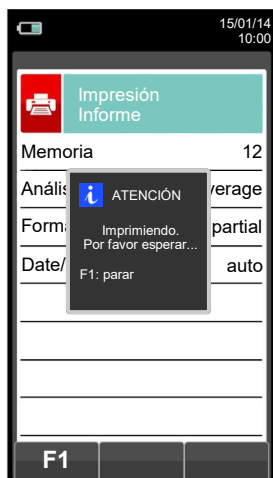 15/01/14
10:00
Impresión
Informe
Memoria 12
Anális verage
ATENCIÓN
Form partial
Imprimiendo.
Por favor esperar...
Date/ auto
F1: parar
F1